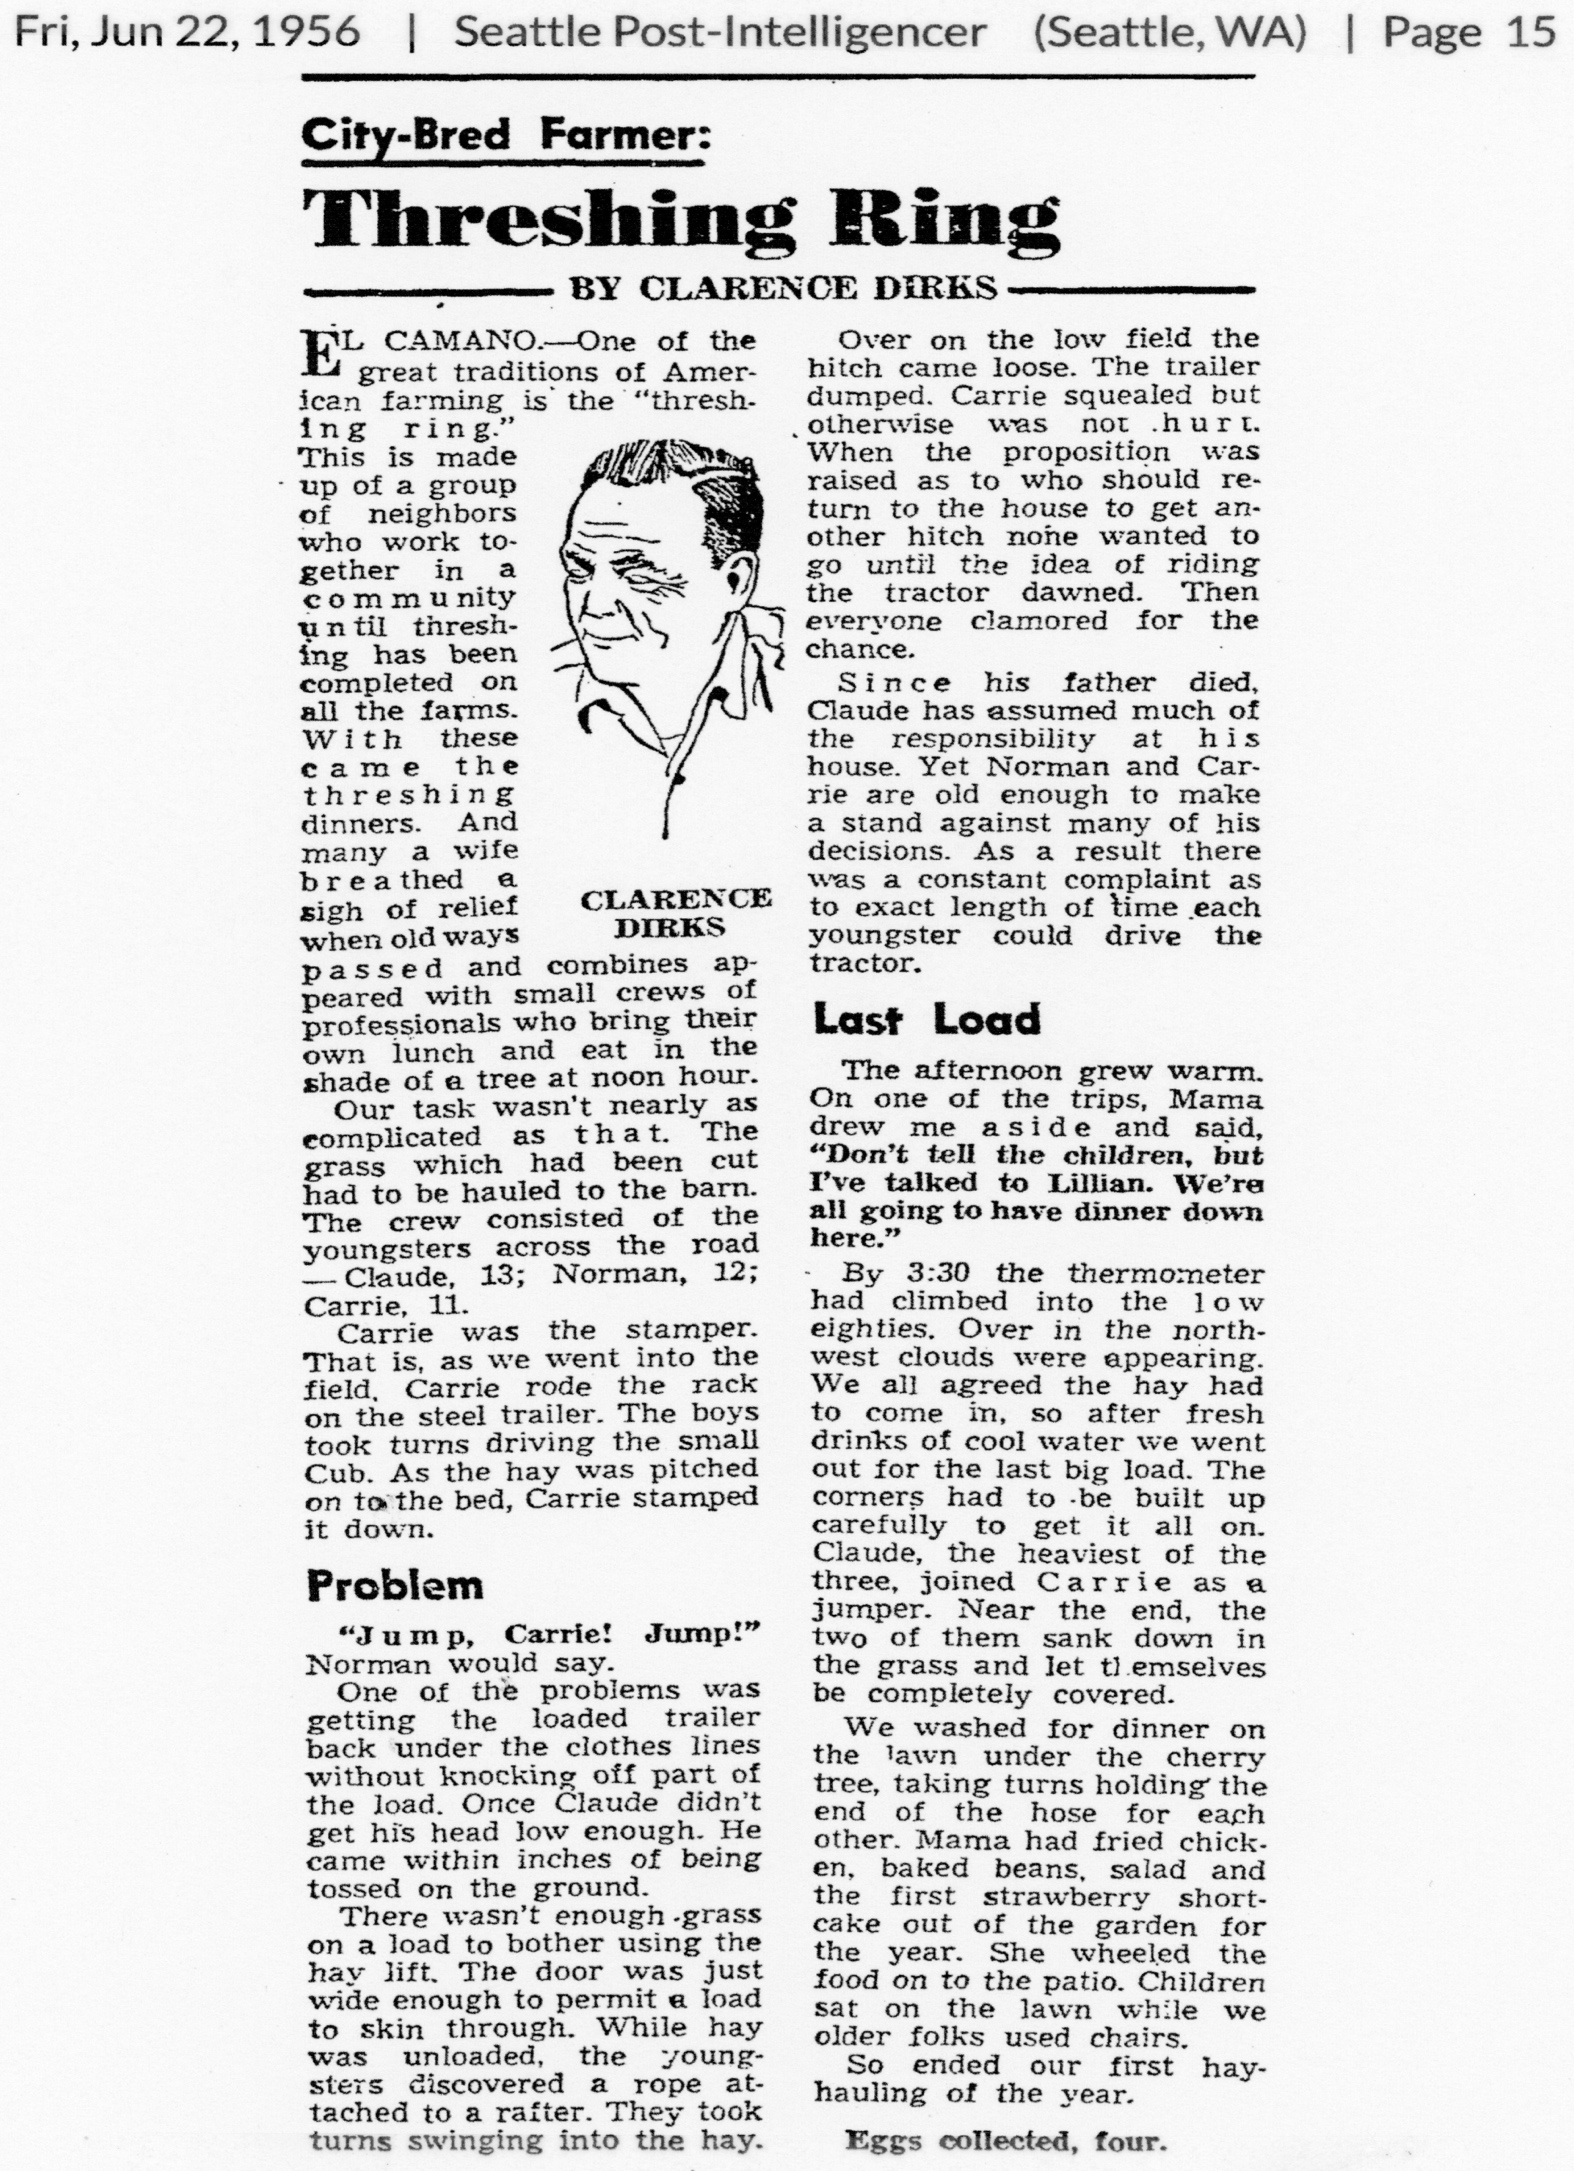 Fri, Jun 22, 1956 | Seattle Post-Intelligencer (Seattle, WA) | Page 15
City-Bred Farmer:
Threshing Ring
BY CLARENCE DIRKS
EL CAMANO.—One of the
great traditions of Amer-
ican farming is the "thresh-
ing ring."
This is made
up of a group
of neighbors
who work to-
gether in a
community
until thresh-
ing has been
completed on
all the farms.
With these
came the
threshing
dinners. And
many a wife
breathed a
sigh of relief
when old ways
CLARENCE
DIRKS
passed and combines ap-
peared with small crews of
professionals who bring their
own lunch and eat in the
shade of a tree at noon hour.
Our task wasn't nearly as
complicated as that. The
grass which had been cut
had to be hauled to the barn.
The crew consisted of the
youngsters across the road
—Claude, 13; Norman, 12;
Carrie, 11.
Carrie was the stamper.
That is, as we went into the
field, Carrie rode the rack
on the steel trailer. The boys
took turns driving the small
Cub. As the hay was pitched
on to the bed, Carrie stamped
it down.
Problem
"Jump, Carrie! Jump!"
Norman would say.
One of the problems was
getting the loaded trailer
back under the clothes lines
without knocking off part of
the load. Once Claude didn't
get his head low enough. He
came within inches of being
tossed on the ground.
There wasn't enough grass
on a load to bother using the
hay lift. The door was just
wide enough to permit a load
to skin through. While hay
was unloaded, the young-
sters discovered a rope at-
tached to a rafter. They took
turns swinging into the hay.
Over on the low field the
hitch came loose. The trailer
dumped. Carrie squealed but
otherwise was not hurt.
When the proposition was
raised as to who should re-
turn to the house to get an-
other hitch none wanted to
go until the idea of riding
the tractor dawned. Then
everyone clamored for the
chance.
Since his father died,
Claude has assumed much of
the responsibility at his
house. Yet Norman and Car-
rie are old enough to make
a stand against many of his
decisions. As a result there
was a constant complaint as
to exact length of time each
youngster could drive the
tractor.
Last Load
The afternoon grew warm.
On one of the trips, Mama
drew me aside and said,
"Don't tell the children, but
I've talked to Lillian. We're
all going to have dinner down
here."
By 3:30 the thermometer
had climbed into the low
eighties. Over in the north-
west clouds were appearing.
We all agreed the hay had
to come in, so after fresh
drinks of cool water we went
out for the last big load. The
corners had to be built up
carefully to get it all on.
Claude, the heaviest of the
three, joined Carrie as a
jumper. Near the end, the
two of them sank down in
the grass and let themselves
be completely covered.
We washed for dinner on
the lawn under the cherry
tree, taking turns holding the
end of the hose for each
other. Mama had fried chick-
en, baked beans, salad and
the first strawberry short-
cake out of the garden for
the year. She wheeled the
food on to the patio. Children
sat on the lawn while we
older folks used chairs.
So ended our first hay-
hauling of the year.
Eggs collected, four.